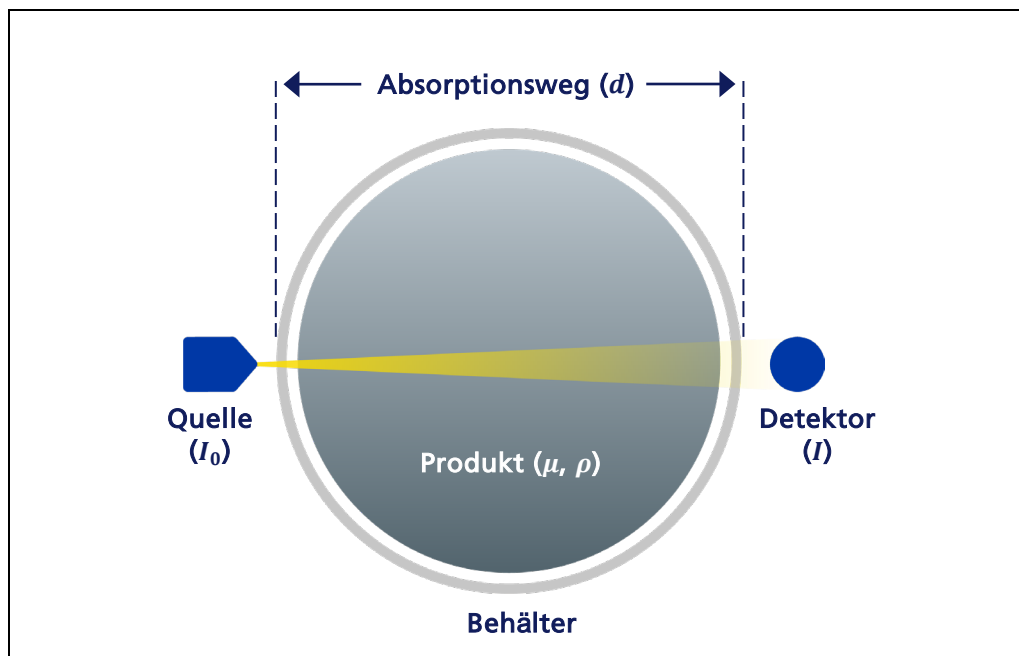 Absorptionsweg (d)
Quelle
(I₀)
Detektor
(I)
Produkt (μ, ρ)
Behälter